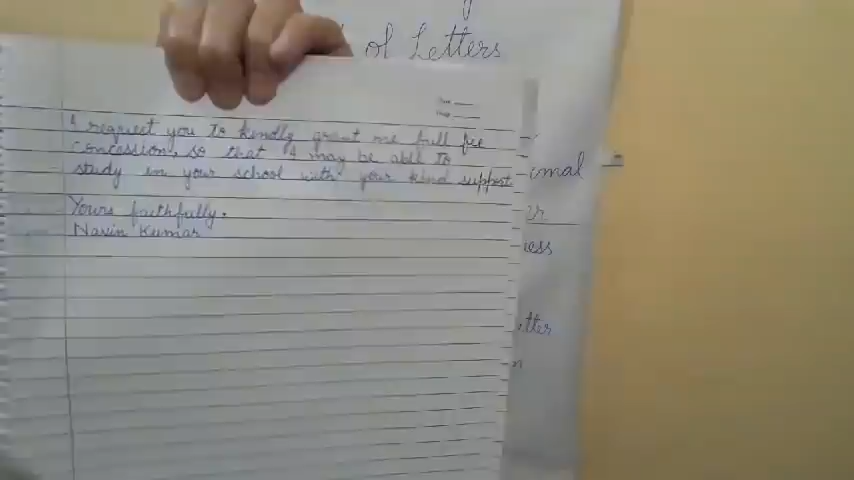 of Letters
I request you to kindly grant me full fee
concession, so that I may be able to
study in your school with your kind support
Yours faithfully.
Navin Kumar